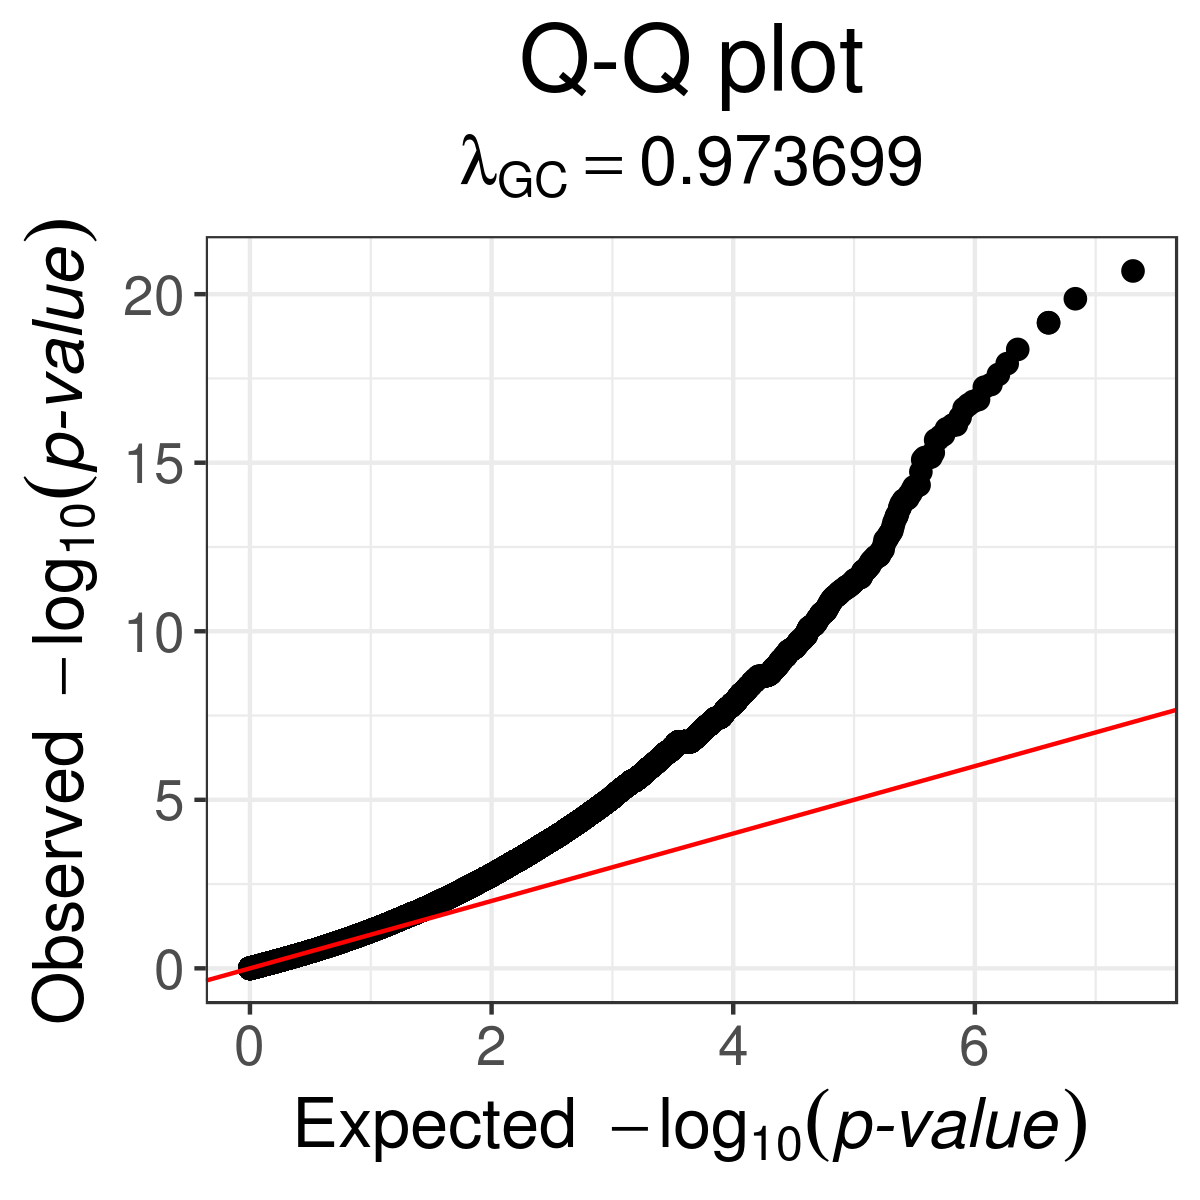 Q-Q plot
λGC = 0.973699
Observed −log10(p-value)
20
15
10
5
0
0 2 4 6
Expected −log10(p-value)